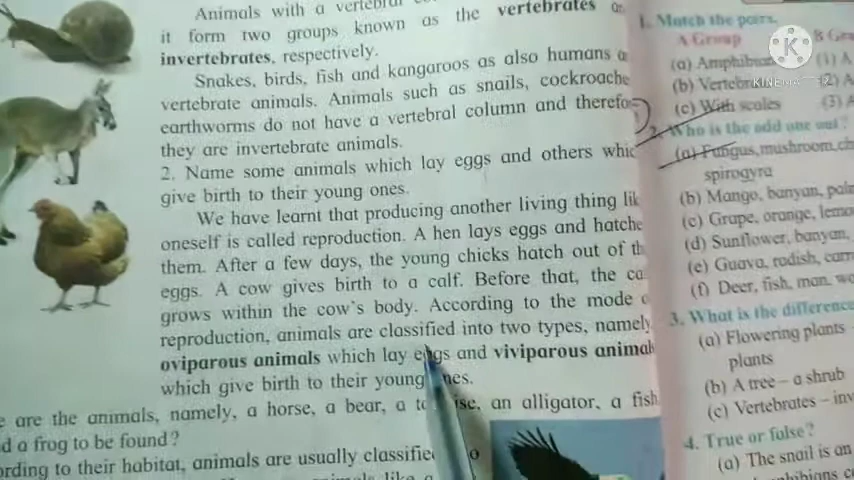 Animals with a vertebral
it form two groups known as the vertebrates
invertebrates, respectively.
Snakes, birds, fish and kangaroos as also humans a
vertebrate animals. Animals such as snails, cockroache
earthworms do not have a vertebral column and therefo
they are invertebrate animals.
2. Name some animals which lay eggs and others whic
give birth to their young ones.
We have learnt that producing another living thing lik
oneself is called reproduction. A hen lays eggs and hatche
them. After a few days, the young chicks hatch out of th
eggs. A cow gives birth to a calf. Before that, the ca
grows within the cow's body. According to the mode o
reproduction, animals are classified into two types, namely
oviparous animals which lay eggs and viviparous animal
which give birth to their young ones.
e are the animals, namely, a horse, a bear, a se, an alligator, a fish
d a frog to be found?
ording to their habitat, animals are usually classifie o
1. Match the pairs.
A Group B Gro
(a) Amphibian (1) A
(b) Vertebra (2) A
(c) With scales (3) A
2. Who is the odd one out?
(a) Fungus, mushroom, ch
spirogyra
(b) Mango, banyan, palm
(c) Grape, orange, lemo
(d) Sunflower, banyan,
(e) Guava, radish, carr
(f) Deer, fish, man, wo
3. What is the difference
(a) Flowering plants
plants
(b) A tree – a shrub
(c) Vertebrates – inv
4. True or false?
(a) The snail is an
K
KINEMA